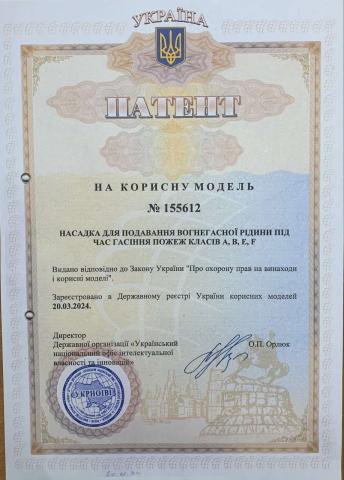 УКРАЇНА
ПАТЕНТ
НА КОРИСНУ МОДЕЛЬ
№ 155612
НАСАДКА ДЛЯ ПОДАВАННЯ ВОГНЕГАСНОЇ РІДИНИ ПІД
ЧАС ГАСІННЯ ПОЖЕЖ КЛАСІВ А, В, Е, F
Видано відповідно до Закону України "Про охорону прав на винаходи
і корисні моделі".
Зареєстровано в Державному реєстрі України корисних моделей
20.03.2024.
Директор
Державної організації «Український
національний офіс інтелектуальної
власності та інновацій»
О.П. Орлюк
УКРНОІВІ